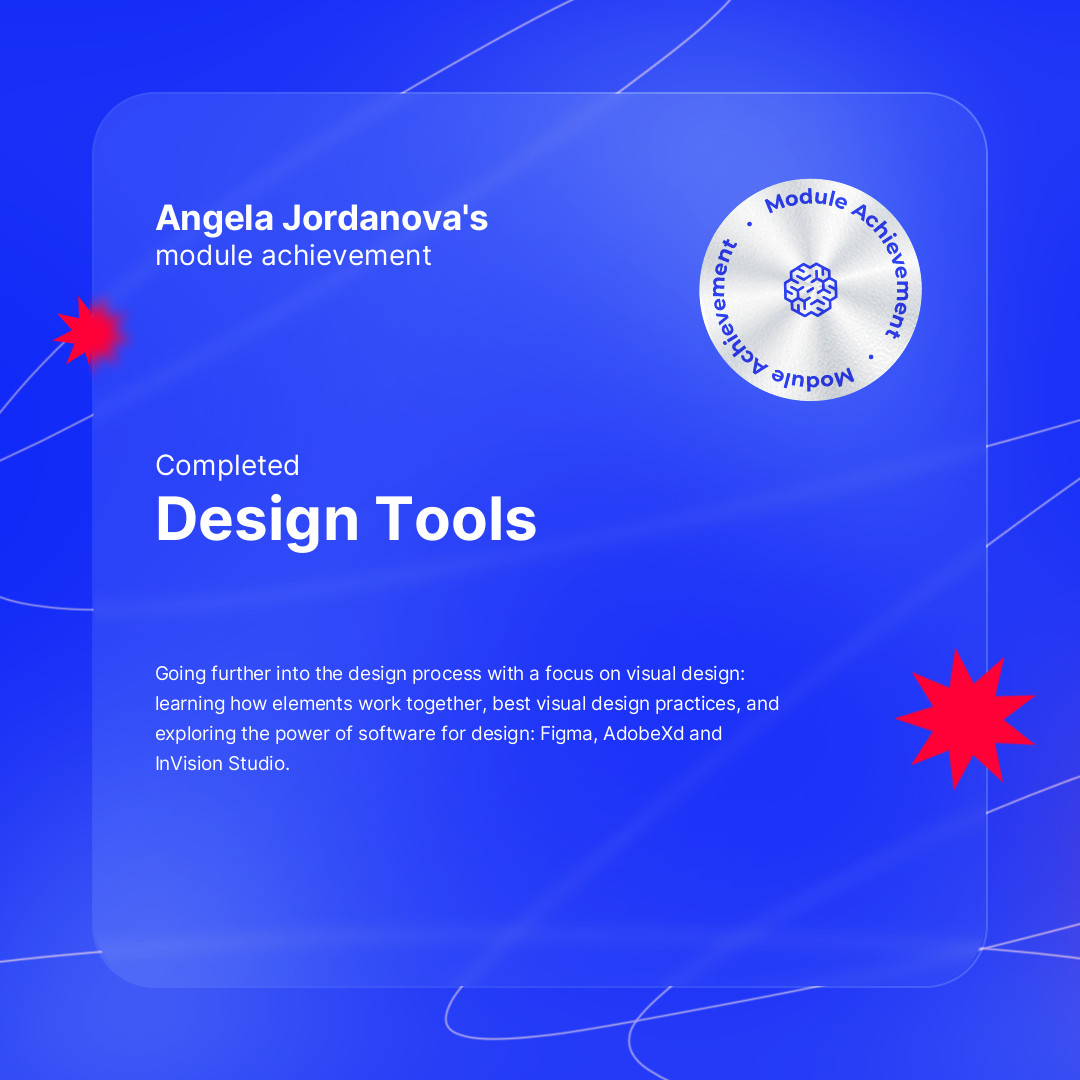 Angela Jordanova's
module achievement
Module Achievement • Module Achievement •
Completed
Design Tools
Going further into the design process with a focus on visual design:
learning how elements work together, best visual design practices, and
exploring the power of software for design: Figma, AdobeXd and
InVision Studio.